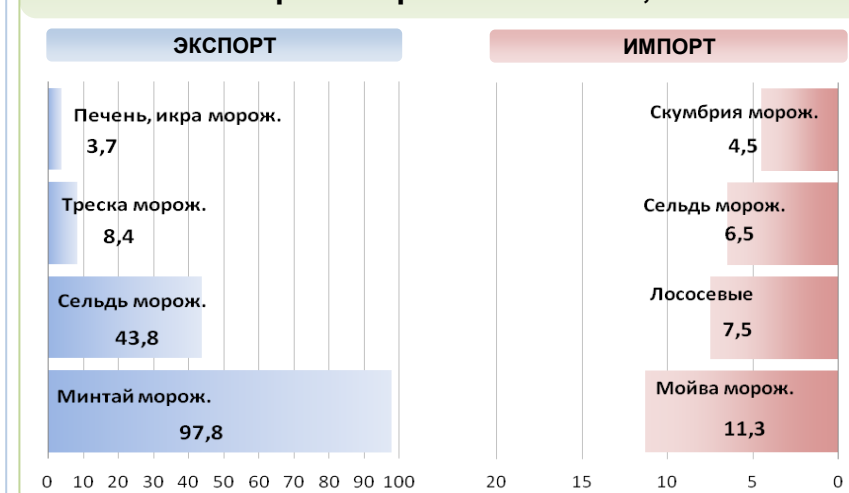 ЭКСПОРТ
Печень, икра морож.
3,7
Треска морож.
8,4
Сельдь морож.
43,8
Минтай морож.
97,8
0 10 20 30 40 50 60 70 80 90 100
ИМПОРТ
Скумбрия морож.
4,5
Сельдь морож.
6,5
Лососевые
7,5
Мойва морож.
11,3
20 15 10 5 0